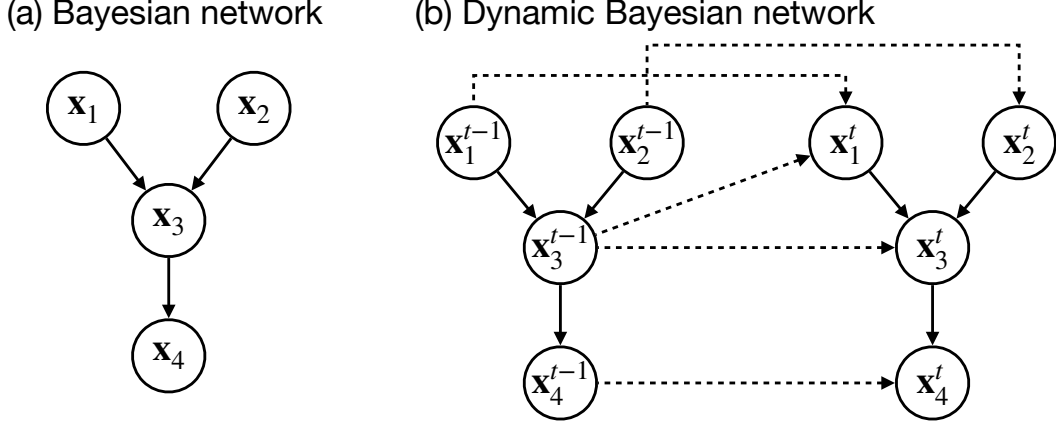 (a) Bayesian network
(b) Dynamic Bayesian network
x₁
x₂
x₃
x₄
x₁ᵗ⁻¹
x₂ᵗ⁻¹
x₁ᵗ
x₂ᵗ
x₃ᵗ⁻¹
x₃ᵗ
x₄ᵗ⁻¹
x₄ᵗ